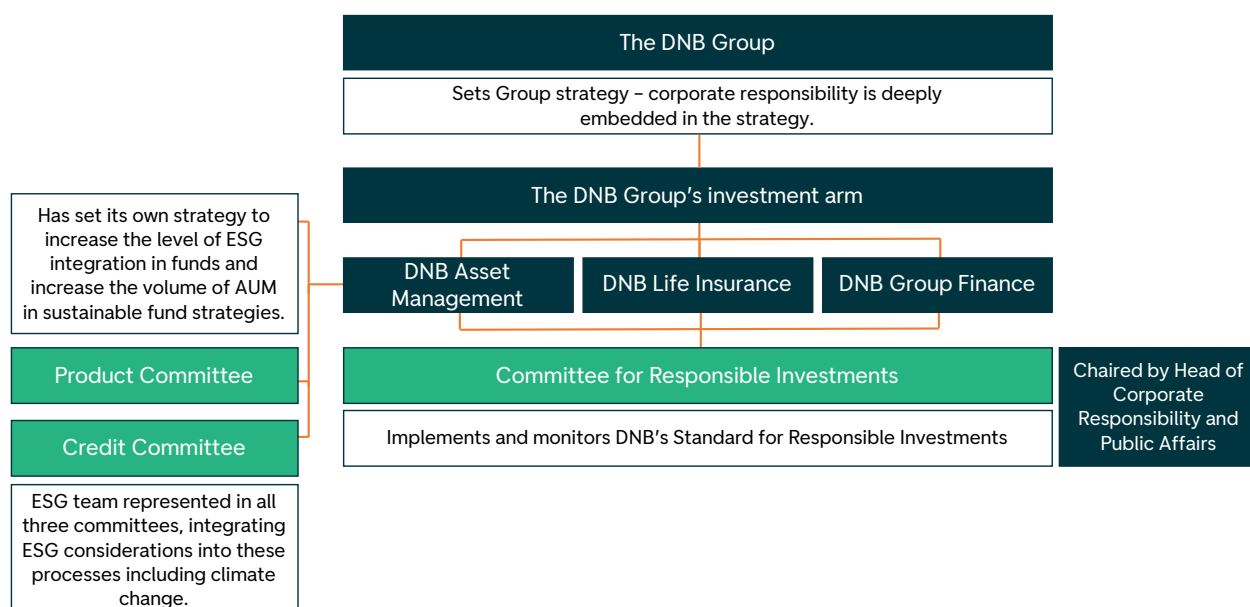 The DNB Group
Sets Group strategy – corporate responsibility is deeply
embedded in the strategy.
The DNB Group's investment arm
Has set its own strategy to
increase the level of ESG
integration in funds and
increase the volume of AUM
in sustainable fund strategies.
DNB Asset
Management
DNB Life Insurance
DNB Group Finance
Product Committee
Committee for Responsible Investments
Chaired by Head of
Corporate
Responsibility and
Public Affairs
Credit Committee
Implements and monitors DNB's Standard for Responsible Investments
ESG team represented in all
three committees, integrating
ESG considerations into these
processes including climate
change.